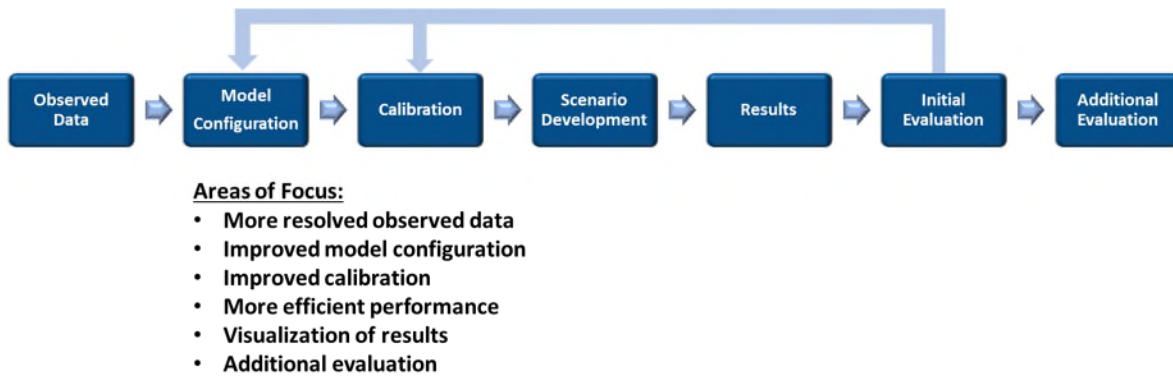 Observed
Data
Model
Configuration
Calibration
Scenario
Development
Results
Initial
Evaluation
Additional
Evaluation
Areas of Focus:
• More resolved observed data
• Improved model configuration
• Improved calibration
• More efficient performance
• Visualization of results
• Additional evaluation